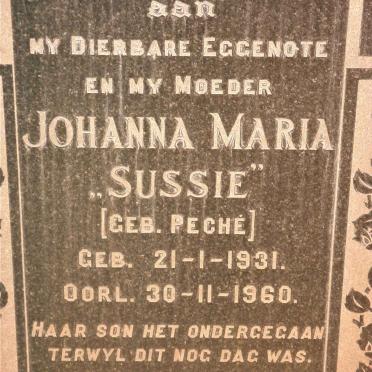 aan
MY DIERBARE EGGENOTE
EN MY MOEDER
JOHANNA MARIA
„SUSSIE”
[GEB. PECHÉ]
GEB. 21-1-1931.
OORL. 30-11-1960.
HAAR SON HET ONDERGEGAAN
TERWYL DIT NOG DAG WAS.